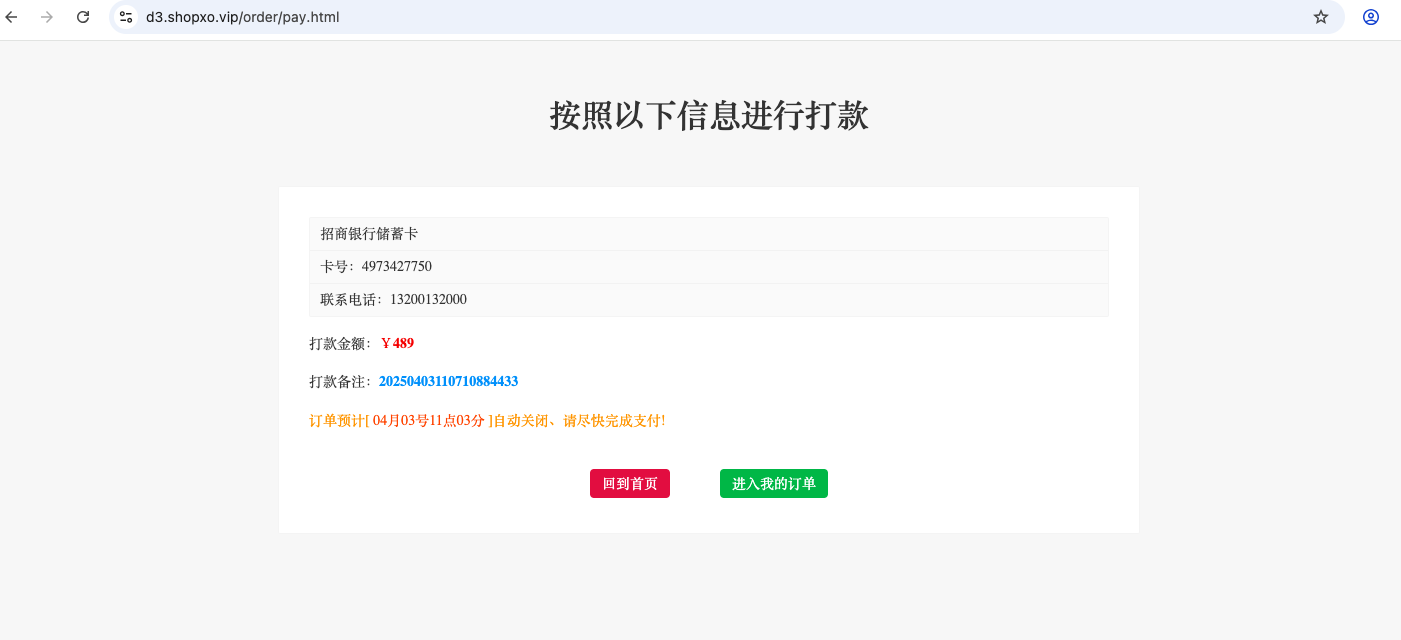 d3.shopxo.vip/order/pay.html
按照以下信息进行打款
招商银行储蓄卡
卡号：4973427750
联系电话：13200132000
打款金额：￥489
打款备注：20250403110710884433
订单预计[ 04月03号11点03分 ]自动关闭、请尽快完成支付!
回到首页 进入我的订单